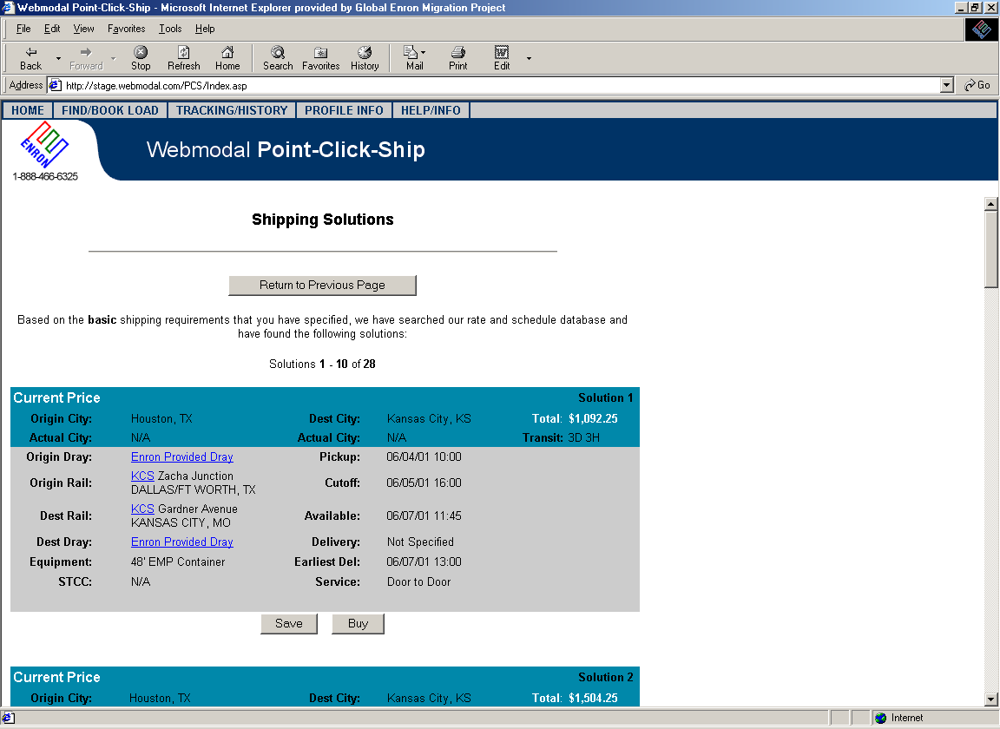 Webmodal Point-Click-Ship - Microsoft Internet Explorer provided by Global Enron Migration Project
File Edit View Favorites Tools Help
Back Forward Stop Refresh Home Search Favorites History Mail Print Edit
Address http://stage.webmodal.com/PCS/Index.asp Go
HOME FIND/BOOK LOAD TRACKING/HISTORY PROFILE INFO HELP/INFO
ENRON
1-888-466-6325
Webmodal Point-Click-Ship
Shipping Solutions
Return to Previous Page
Based on the basic shipping requirements that you have specified, we have searched our rate and schedule database and
have found the following solutions:
Solutions 1 - 10 of 28
Current Price Solution 1
Origin City: Houston, TX Dest City: Kansas City, KS Total: $1,092.25
Actual City: N/A Actual City: N/A Transit: 3D 3H
Origin Dray: Enron Provided Dray Pickup: 06/04/01 10:00
Origin Rail: KCS Zacha Junction
DALLAS/FT WORTH, TX Cutoff: 06/05/01 16:00
Dest Rail: KCS Gardner Avenue
KANSAS CITY, MO Available: 06/07/01 11:45
Dest Dray: Enron Provided Dray Delivery: Not Specified
Equipment: 48' EMP Container Earliest Del: 06/07/01 13:00
STCC: N/A Service: Door to Door
Save Buy
Current Price Solution 2
Origin City: Houston, TX Dest City: Kansas City, KS Total: $1,504.25
Internet